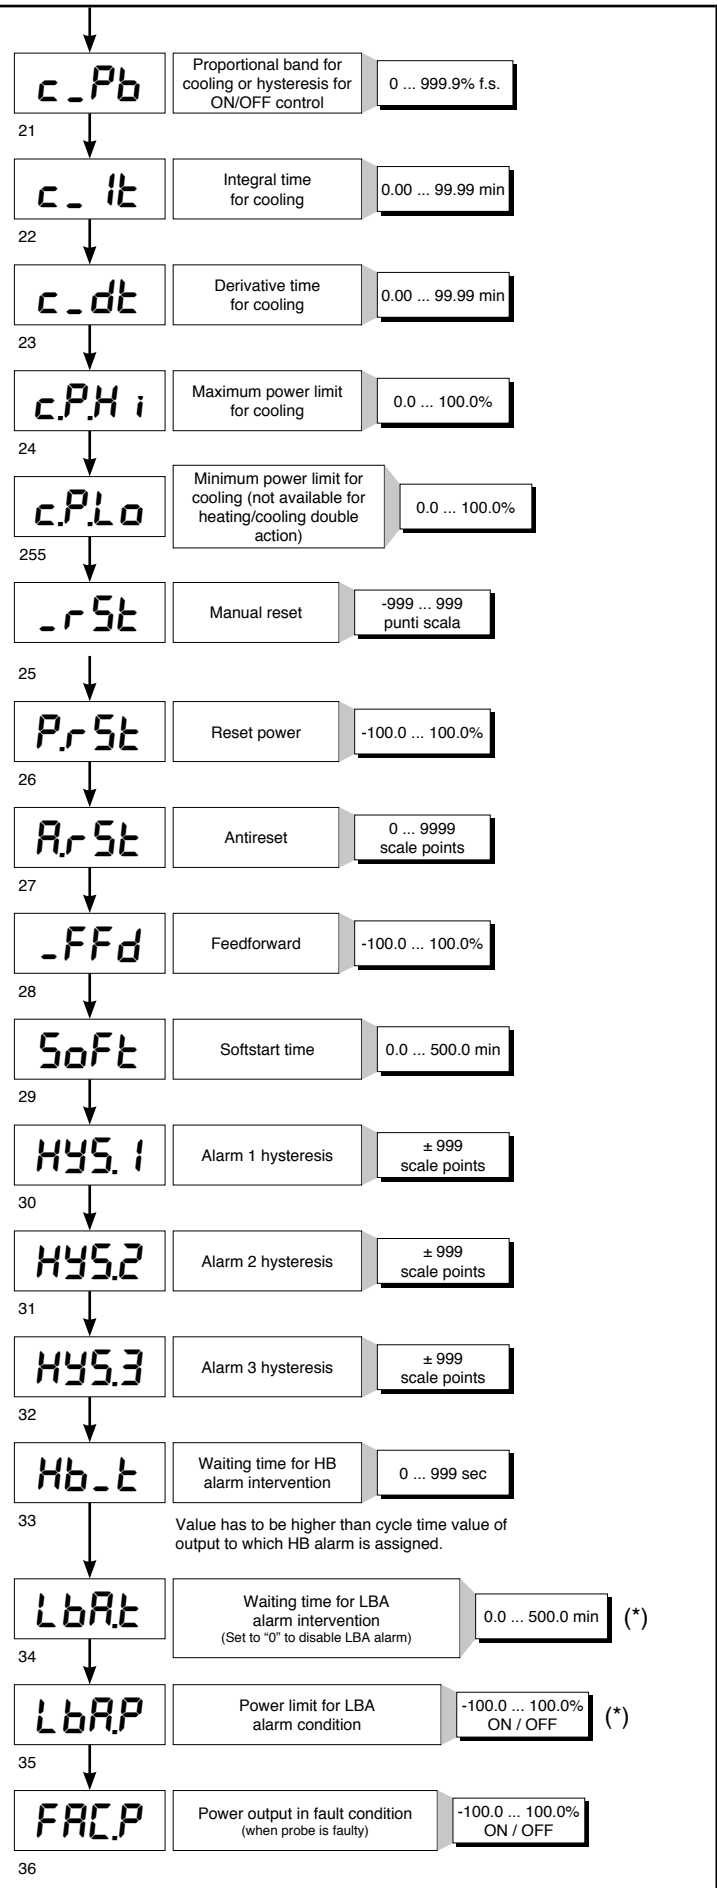 c_Pb
Proportional band for
cooling or hysteresis for
ON/OFF control
0 ... 999.9% f.s.
21
c_It
Integral time
for cooling
0.00 ... 99.99 min
22
c_dt
Derivative time
for cooling
0.00 ... 99.99 min
23
c.P.H i
Maximum power limit
for cooling
0.0 ... 100.0%
24
c.P.Lo
Minimum power limit for
cooling (not available for
heating/cooling double
action)
0.0 ... 100.0%
255
_rSt
Manual reset
-999 ... 999
punti scala
25
P.rSt
Reset power
-100.0 ... 100.0%
26
A.rSt
Antireset
0 ... 9999
scale points
27
_FFd
Feedforward
-100.0 ... 100.0%
28
SoFt
Softstart time
0.0 ... 500.0 min
29
HYS.1
Alarm 1 hysteresis
± 999
scale points
30
HYS.2
Alarm 2 hysteresis
± 999
scale points
31
HYS.3
Alarm 3 hysteresis
± 999
scale points
32
Hb_t
Waiting time for HB
alarm intervention
0 ... 999 sec
33
Value has to be higher than cycle time value of
output to which HB alarm is assigned.
LbA.t
Waiting time for LBA
alarm intervention
(Set to “0” to disable LBA alarm)
0.0 ... 500.0 min
(*)
34
LbA.P
Power limit for LBA
alarm condition
-100.0 ... 100.0%
ON / OFF
(*)
35
FAC.P
Power output in fault condition
(when probe is faulty)
-100.0 ... 100.0%
ON / OFF
36